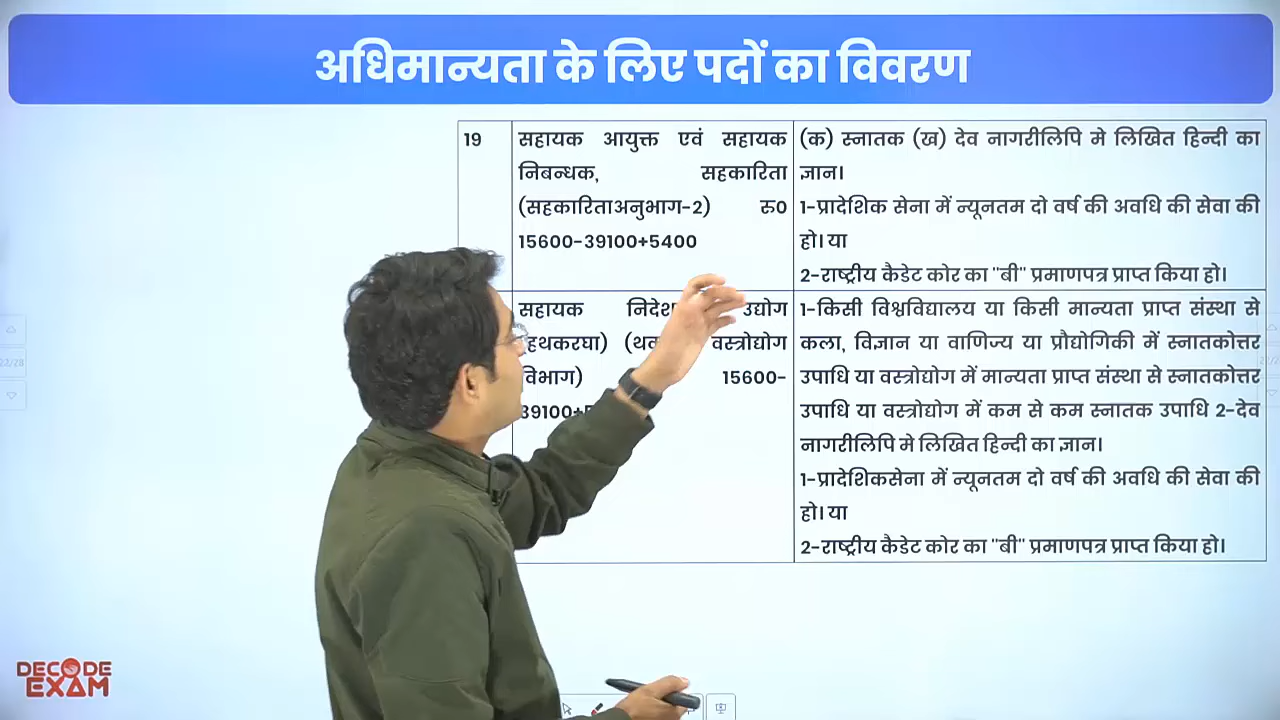 अधिमान्यता के लिए पदों का विवरण
19
सहायक आयुक्त एवं सहायक
निबन्धक, सहकारिता
(सहकारिताअनुभाग-2) रु0
15600-39100+5400
(क) स्नातक (ख) देव नागरीलिपि मे लिखित हिन्दी का
ज्ञान।
1-प्रादेशिक सेना में न्यूनतम दो वर्ष की अवधि की सेवा की
हो। या
2-राष्ट्रीय कैडेट कोर का "बी" प्रमाणपत्र प्राप्त किया हो।
सहायक उद्योग
वस्त्रोद्योग
15600-
1-किसी विश्वविद्यालय या किसी मान्यता प्राप्त संस्था से
कला, विज्ञान या वाणिज्य या प्रौद्योगिकी में स्नातकोत्तर
उपाधि या वस्त्रोद्योग में मान्यता प्राप्त संस्था से स्नातकोत्तर
उपाधि या वस्त्रोद्योग में कम से कम स्नातक उपाधि 2-देव
नागरीलिपि मे लिखित हिन्दी का ज्ञान।
1-प्रादेशिकसेना में न्यूनतम दो वर्ष की अवधि की सेवा की
हो। या
2-राष्ट्रीय कैडेट कोर का "बी" प्रमाणपत्र प्राप्त किया हो।
22/28
DECODE
EXAM